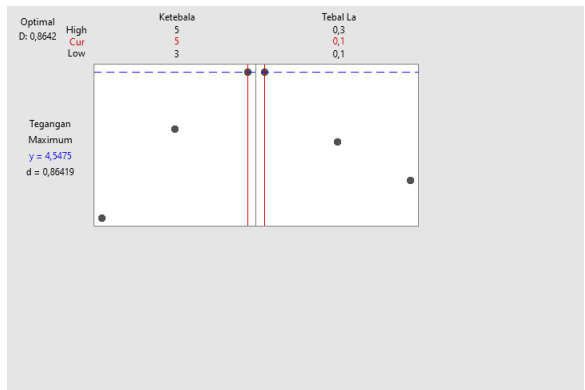 Optimal
D: 0,8642
High
Cur
Low
Ketebala
5
5
3
Tebal La
0,3
0,1
0,1
Tegangan
Maximum
y = 4,5475
d = 0,86419